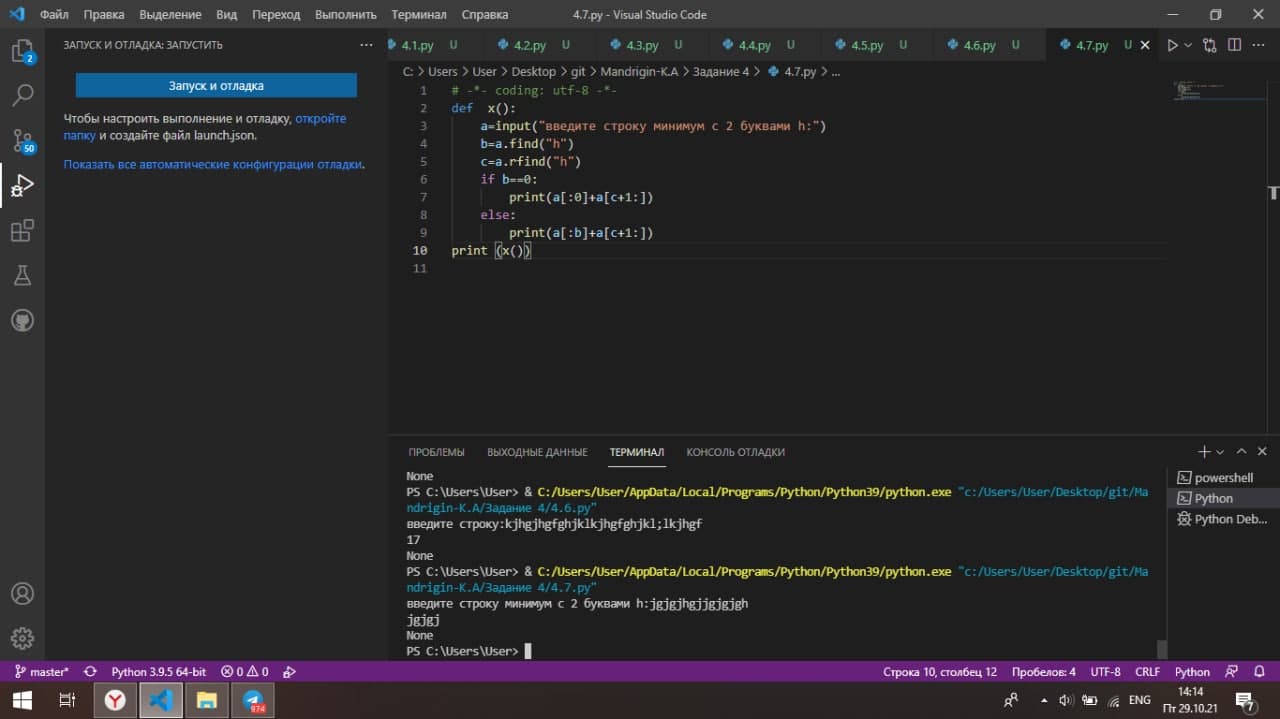 Файл Правка Выделение Вид Переход Выполнить Терминал Справка 4.7.py - Visual Studio Code
ЗАПУСК И ОТЛАДКА: ЗАПУСТИТЬ ···
4.1.py U 4.2.py U 4.3.py U 4.4.py U 4.5.py U 4.6.py U 4.7.py U
C: > Users > User > Desktop > git > Mandrigin-K.A > Задание 4 > 4.7.py > ...
2
50
Запуск и отладка
Чтобы настроить выполнение и отладку, откройте
папку и создайте файл launch.json.
Показать все автоматические конфигурации отладки.
1 # -*- coding: utf-8 -*-
2 def  x():
3     a=input("введите строку минимум с 2 буквами h:")
4     b=a.find("h")
5     c=a.rfind("h")
6     if b==0:
7         print(a[:0]+a[c+1:])
8     else:
9         print(a[:b]+a[c+1:])
10 print (x())
11
ПРОБЛЕМЫ ВЫХОДНЫЕ ДАННЫЕ ТЕРМИНАЛ КОНСОЛЬ ОТЛАДКИ
None
PS C:\Users\User> & C:/Users/User/AppData/Local/Programs/Python/Python39/python.exe "c:/Users/User/Desktop/git/Ma
ndrigin-K.A/Задание 4/4.6.py"
введите строку:kjhgjhgfghjklkjhgfghjkl;lkjhgf
17
None
PS C:\Users\User> & C:/Users/User/AppData/Local/Programs/Python/Python39/python.exe "c:/Users/User/Desktop/git/Ma
ndrigin-K.A/Задание 4/4.7.py"
введите строку минимум с 2 буквами h:jgjgjhgjjgjgjgh
jgjgj
None
PS C:\Users\User>
powershell
Python
Python Deb...
master* Python 3.9.5 64-bit 0 0 Строка 10, столбец 12 Пробелов: 4 UTF-8 CRLF Python
974
ENG
14:14
Пт 29.10.21
7